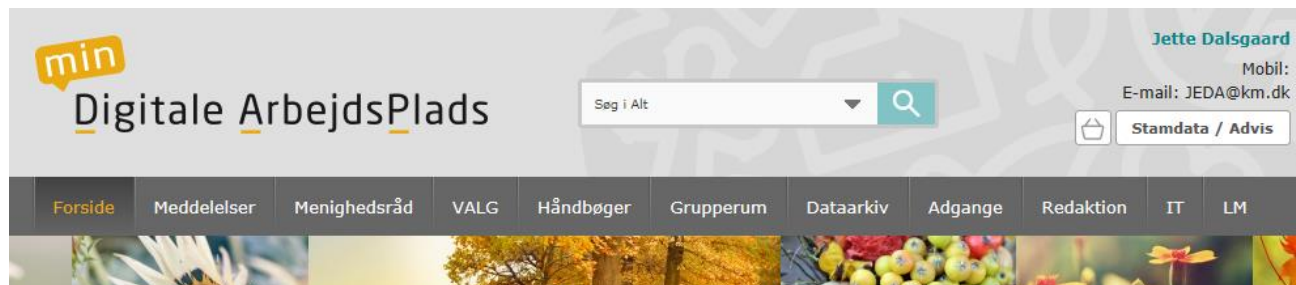 min
Digitale ArbejdsPlads
Søg i Alt
Jette Dalsgaard
Mobil:
E-mail: JEDA@km.dk
Stamdata / Advis
Forside Meddelelser Menighedsråd VALG Håndbøger Grupperum Dataarkiv Adgange Redaktion IT LM